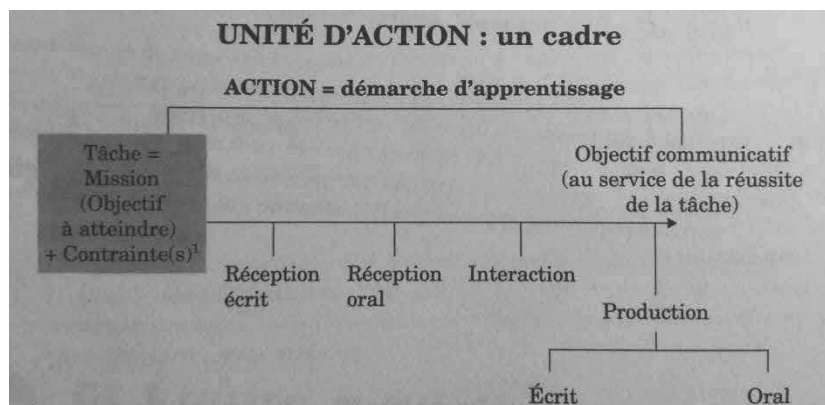 UNITÉ D'ACTION : un cadre
ACTION = démarche d'apprentissage
Tâche =
Mission
(Objectif
à atteindre)
+ Contrainte(s)¹
Objectif communicatif
(au service de la réussite
de la tâche)
Réception
écrit
Réception
oral
Interaction
Production
Écrit
Oral